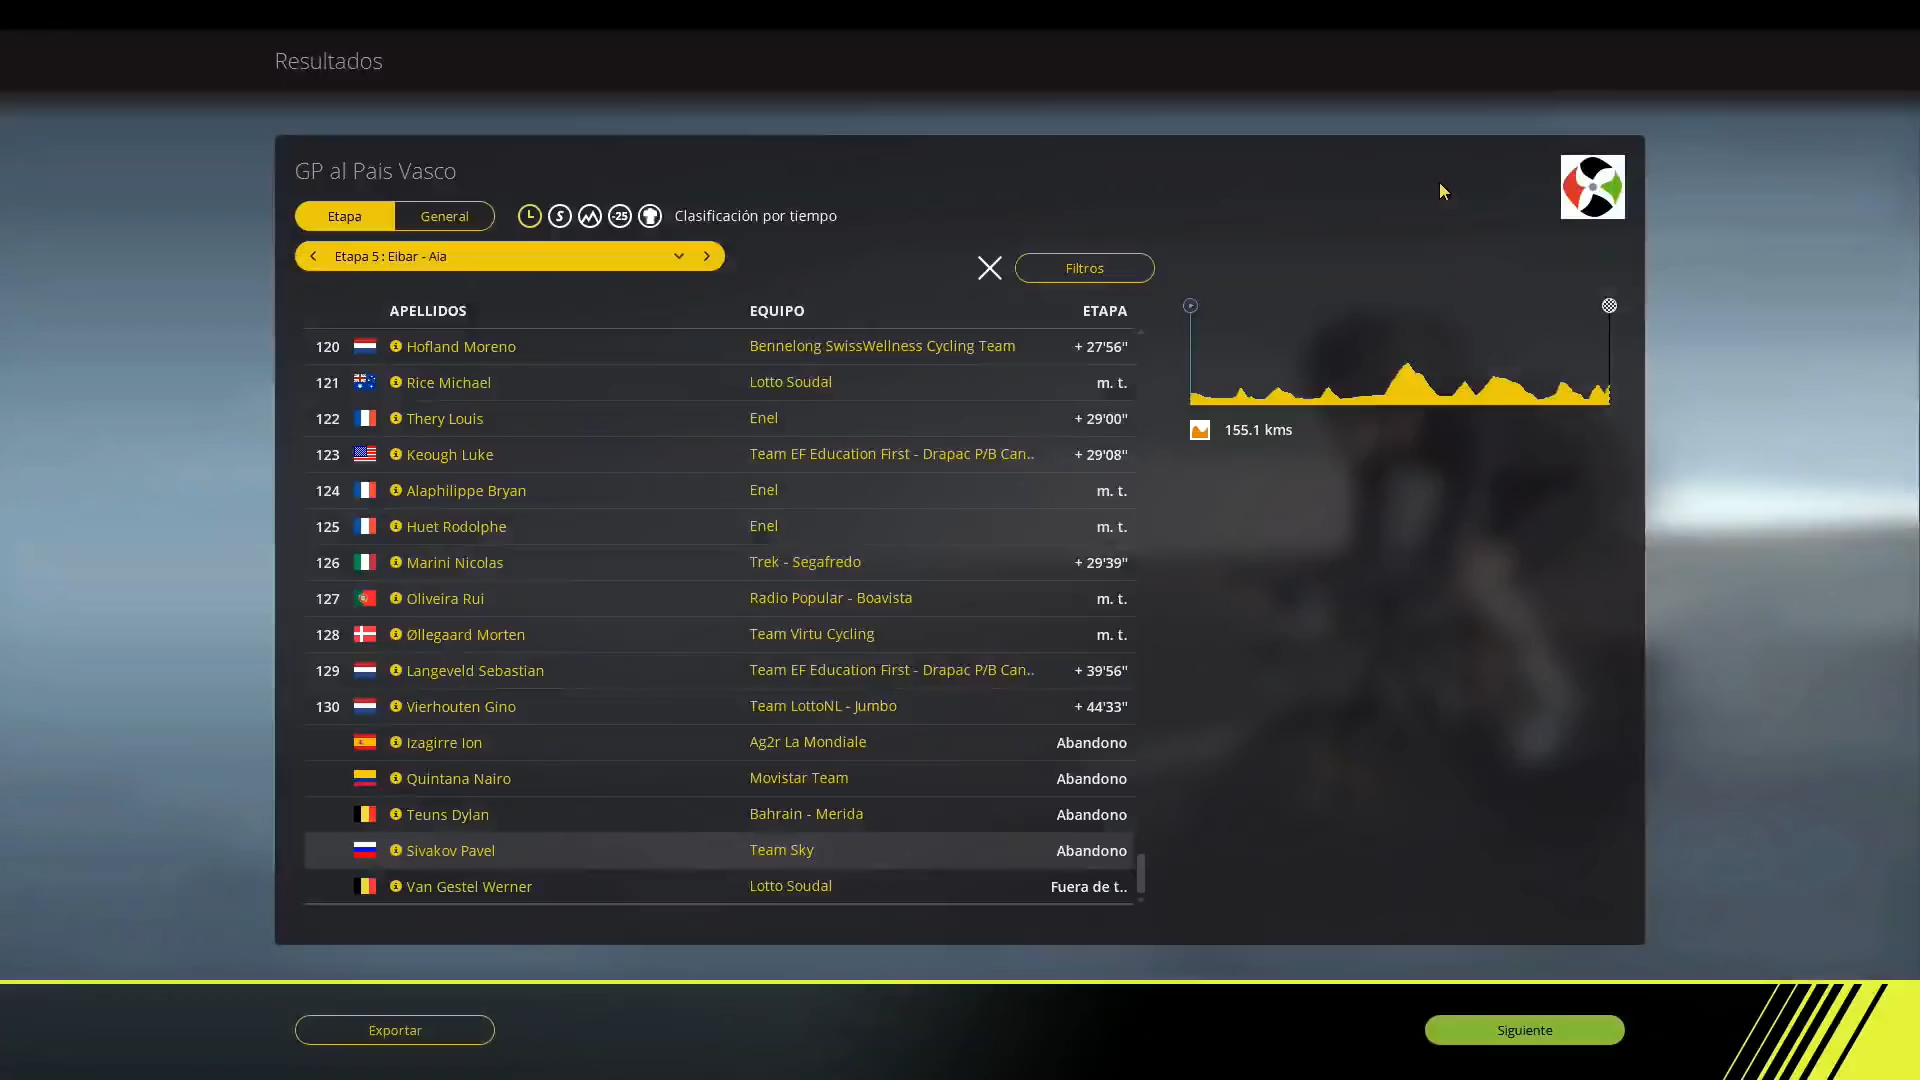 Resultados
GP al Pais Vasco
Etapa General S -25 Clasificación por tiempo
Etapa 5 : Eibar - Aia
Filtros
APELLIDOS EQUIPO ETAPA
120 Hofland Moreno Bennelong SwissWellness Cycling Team + 27'56"
121 Rice Michael Lotto Soudal m. t.
122 Thery Louis Enel + 29'00"
123 Keough Luke Team EF Education First - Drapac P/B Can.. + 29'08"
124 Alaphilippe Bryan Enel m. t.
125 Huet Rodolphe Enel m. t.
126 Marini Nicolas Trek - Segafredo + 29'39"
127 Oliveira Rui Radio Popular - Boavista m. t.
128 Øllegaard Morten Team Virtu Cycling m. t.
129 Langeveld Sebastian Team EF Education First - Drapac P/B Can.. + 39'56"
130 Vierhouten Gino Team LottoNL - Jumbo + 44'33"
Izagirre Ion Ag2r La Mondiale Abandono
Quintana Nairo Movistar Team Abandono
Teuns Dylan Bahrain - Merida Abandono
Sivakov Pavel Team Sky Abandono
Van Gestel Werner Lotto Soudal Fuera de t..
155.1 kms
Exportar
Siguiente